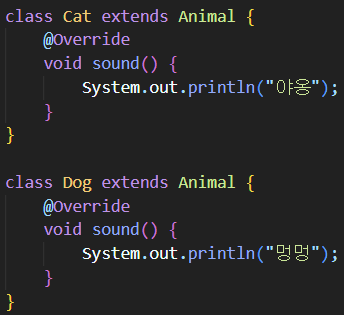 class Cat extends Animal {
    @Override
    void sound() {
        System.out.println("야옹");
    }
}

class Dog extends Animal {
    @Override
    void sound() {
        System.out.println("멍멍");
    }
}